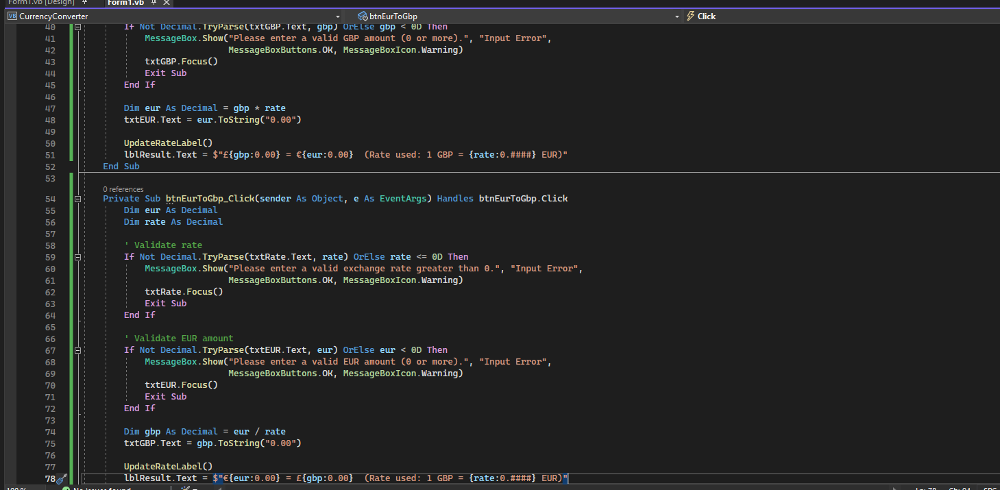 Form1.vb [Design] Form1.vb
VB CurrencyConverter btnEurToGbp Click
40 If Not Decimal.TryParse(txtGBP.Text, gbp) OrElse gbp < 0D Then
41 MessageBox.Show("Please enter a valid GBP amount (0 or more).", "Input Error",
42 MessageBoxButtons.OK, MessageBoxIcon.Warning)
43 txtGBP.Focus()
44 Exit Sub
45 End If
46
47 Dim eur As Decimal = gbp * rate
48 txtEUR.Text = eur.ToString("0.00")
49
50 UpdateRateLabel()
51 lblResult.Text = $"£{gbp:0.00} = €{eur:0.00}  (Rate used: 1 GBP = {rate:0.####} EUR)"
52 End Sub
53
0 references
54 Private Sub btnEurToGbp_Click(sender As Object, e As EventArgs) Handles btnEurToGbp.Click
55 Dim eur As Decimal
56 Dim rate As Decimal
57
58 ' Validate rate
59 If Not Decimal.TryParse(txtRate.Text, rate) OrElse rate <= 0D Then
60 MessageBox.Show("Please enter a valid exchange rate greater than 0.", "Input Error",
61 MessageBoxButtons.OK, MessageBoxIcon.Warning)
62 txtRate.Focus()
63 Exit Sub
64 End If
65
66 ' Validate EUR amount
67 If Not Decimal.TryParse(txtEUR.Text, eur) OrElse eur < 0D Then
68 MessageBox.Show("Please enter a valid EUR amount (0 or more).", "Input Error",
69 MessageBoxButtons.OK, MessageBoxIcon.Warning)
70 txtEUR.Focus()
71 Exit Sub
72 End If
73
74 Dim gbp As Decimal = eur / rate
75 txtGBP.Text = gbp.ToString("0.00")
76
77 UpdateRateLabel()
78 lblResult.Text = $"€{eur:0.00} = £{gbp:0.00}  (Rate used: 1 GBP = {rate:0.####} EUR)"
100 % No issues found